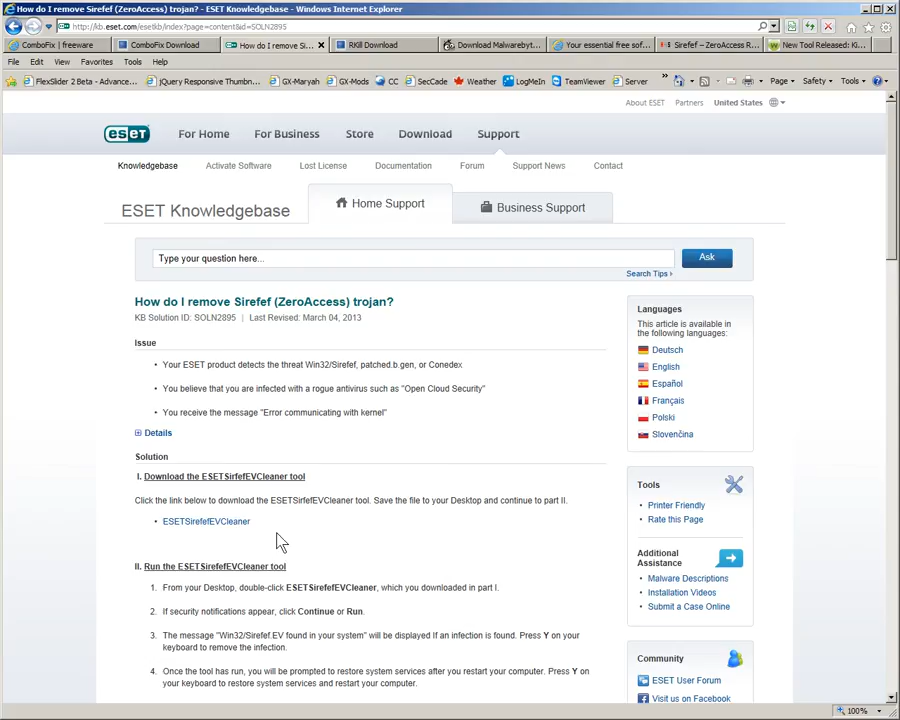 How do I remove Sirefef (ZeroAccess) trojan? - ESET Knowledgebase - Windows Internet Explorer
http://kb.eset.com/esetkb/index?page=content&id=SOLN2895
ComboFix | freeware
ComboFix Download
How do I remove Si...
RKill Download
Download Malwarebyt...
Your essential free sof...
Sirefef – ZeroAccess R...
New Tool Released: Ki...
File Edit View Favorites Tools Help
FlexSlider 2 Beta - Advance...
jQuery Responsive Thumbn...
GX-Maryah
GX-Mods
CC
SecCade
Weather
LogMeIn
TeamViewer
Server
Page
Safety
Tools
About ESET Partners United States
eset
For Home For Business Store Download Support
Knowledgebase Activate Software Lost License Documentation Forum Support News Contact
ESET Knowledgebase
Home Support
Business Support
Type your question here...
Ask
Search Tips ›
How do I remove Sirefef (ZeroAccess) trojan?
KB Solution ID: SOLN2895 | Last Revised: March 04, 2013
Issue
• Your ESET product detects the threat Win32/Sirefef, patched.b.gen, or Conedex
• You believe that you are infected with a rogue antivirus such as "Open Cloud Security"
• You receive the message "Error communicating with kernel"
Details
Solution
I. Download the ESETSirfefEVCleaner tool
Click the link below to download the ESETSirfefEVCleaner tool. Save the file to your Desktop and continue to part II.
• ESETSirefefEVCleaner
II. Run the ESETSirefefEVCleaner tool
1. From your Desktop, double-click ESETSirefefEVCleaner, which you downloaded in part I.
2. If security notifications appear, click Continue or Run.
3. The message "Win32/Sirefef.EV found in your system" will be displayed If an infection is found. Press Y on your
keyboard to remove the infection.
4. Once the tool has run, you will be prompted to restore system services after you restart your computer. Press Y on
your keyboard to restore system services and restart your computer.
Languages
This article is available in
the following languages:
Deutsch
English
Español
Français
Polski
Slovenčina
Tools
• Printer Friendly
• Rate this Page
Additional
Assistance
• Malware Descriptions
• Installation Videos
• Submit a Case Online
Community
ESET User Forum
Visit us on Facebook
100%